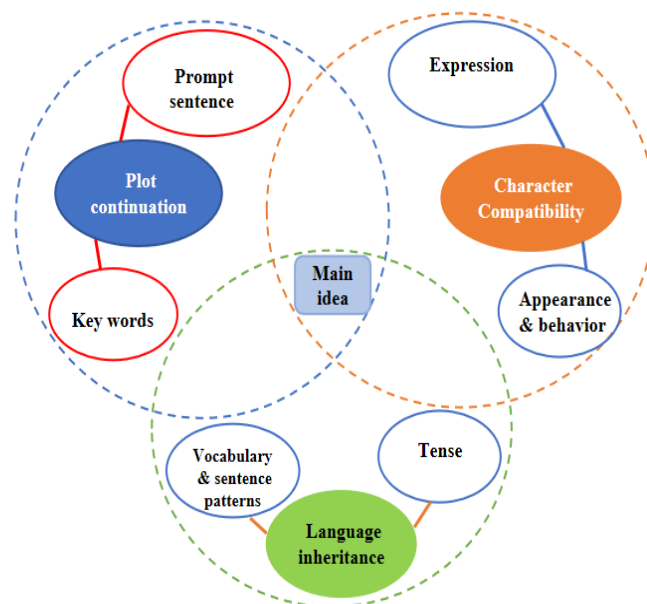 Prompt
sentence
Plot
continuation
Key words
Expression
Character
Compatibility
Appearance
& behavior
Main
idea
Vocabulary
& sentence
patterns
Tense
Language
inheritance